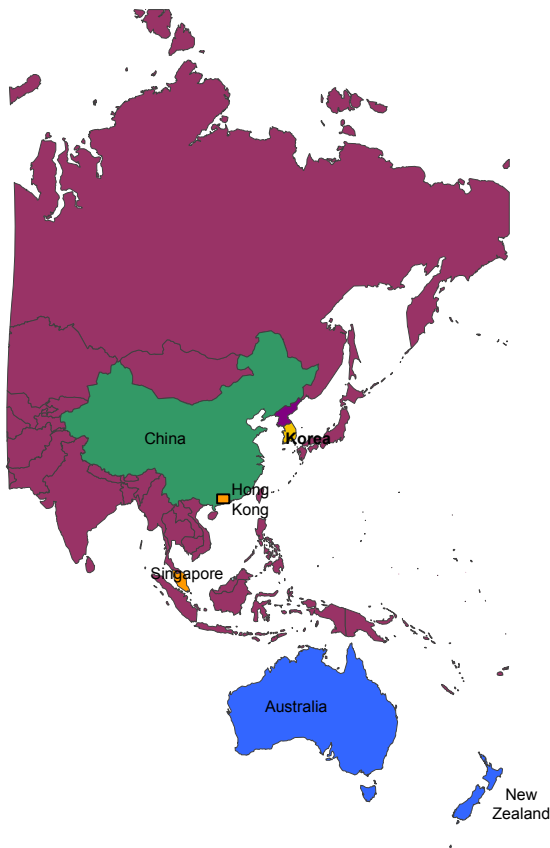 China
Korea
Hong
Kong
Singapore
Australia
New
Zealand